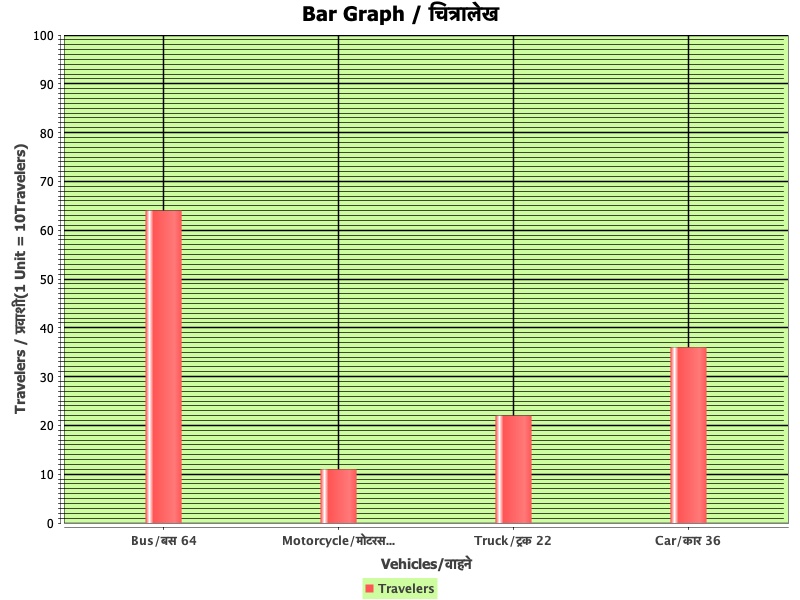 Bar Graph / चित्रालेख
Travelers / प्रवाशी(1 Unit = 10Travelers)
100
90
80
70
60
50
40
30
20
10
0
Bus/बस 64
Motorcycle/मोटरस...
Truck/ट्रक 22
Car/कार 36
Vehicles/वाहने
Travelers